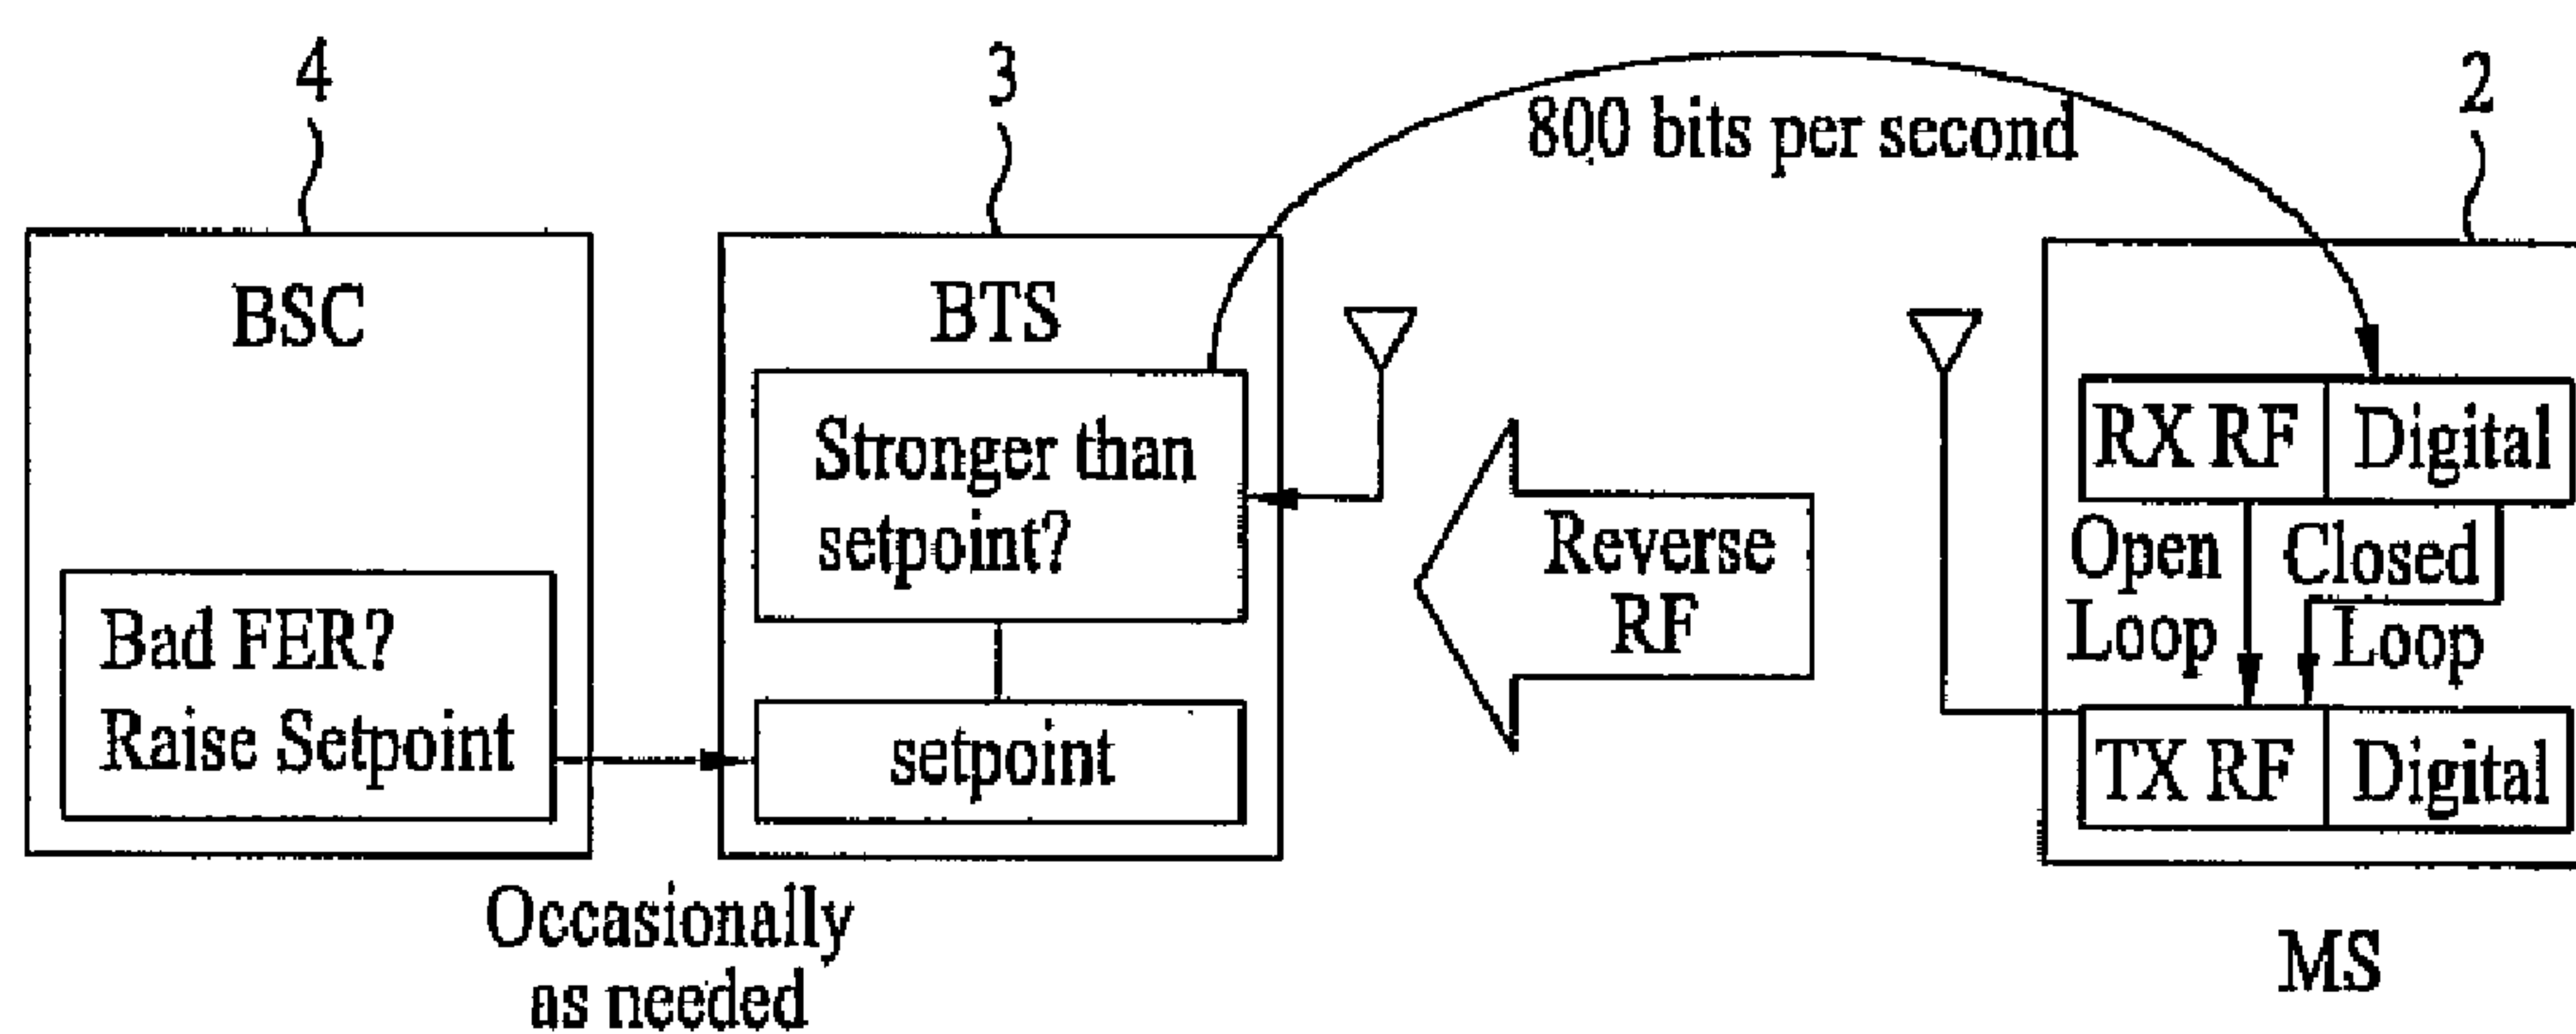 4
3
2
800 bits per second
BSC
BTS
Stronger than
setpoint?
setpoint
Bad FER?
Raise Setpoint
Occasionally
as needed
Reverse
RF
RX RF
Digital
Open
Loop
Closed
Loop
TX RF
Digital
MS